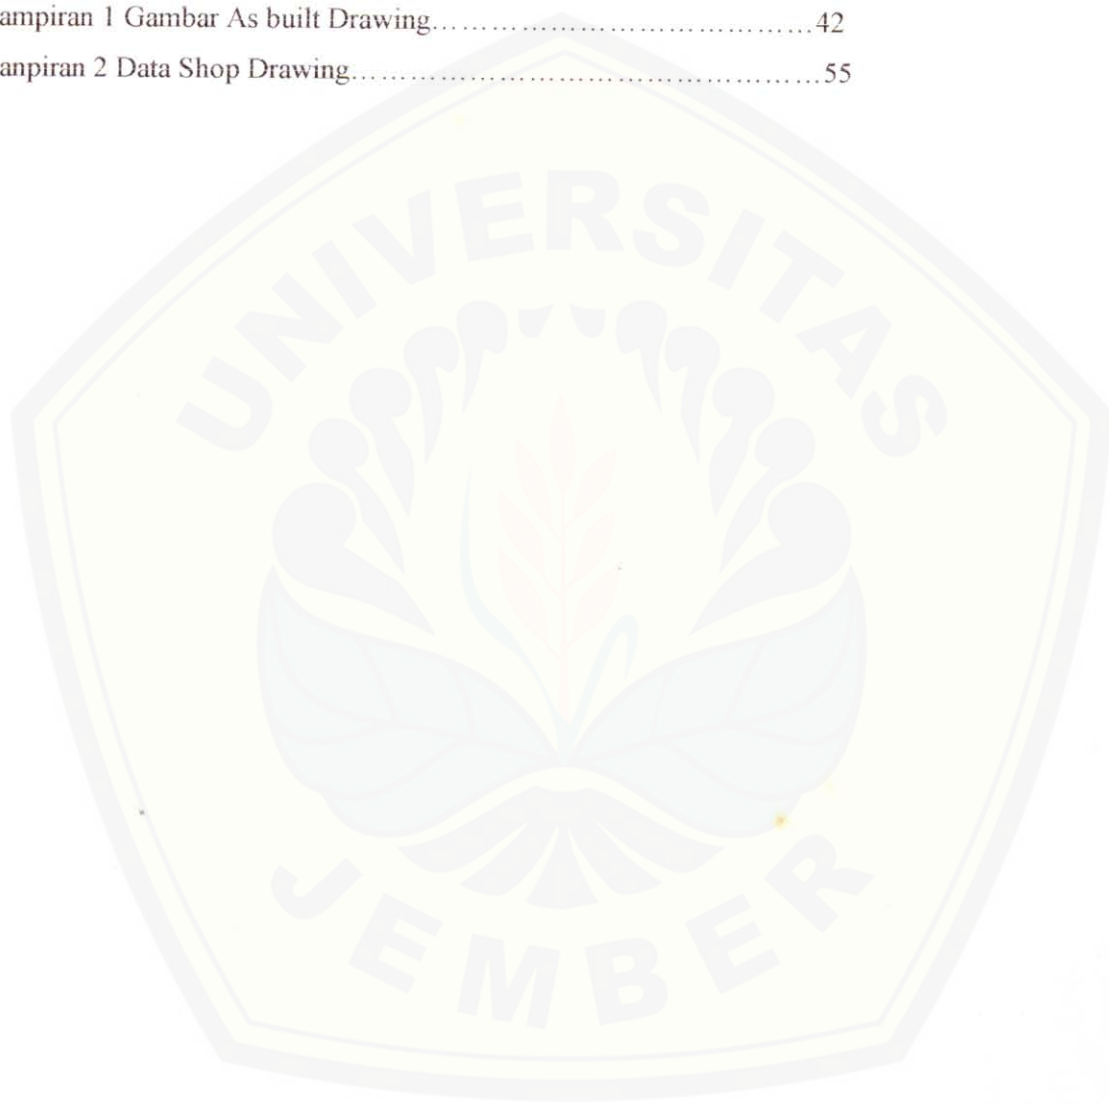 ampiran 1 Gambar As built Drawing.......................................42
anpiran 2 Data Shop Drawing................................................55
UNIVERSITAS
JEMBER